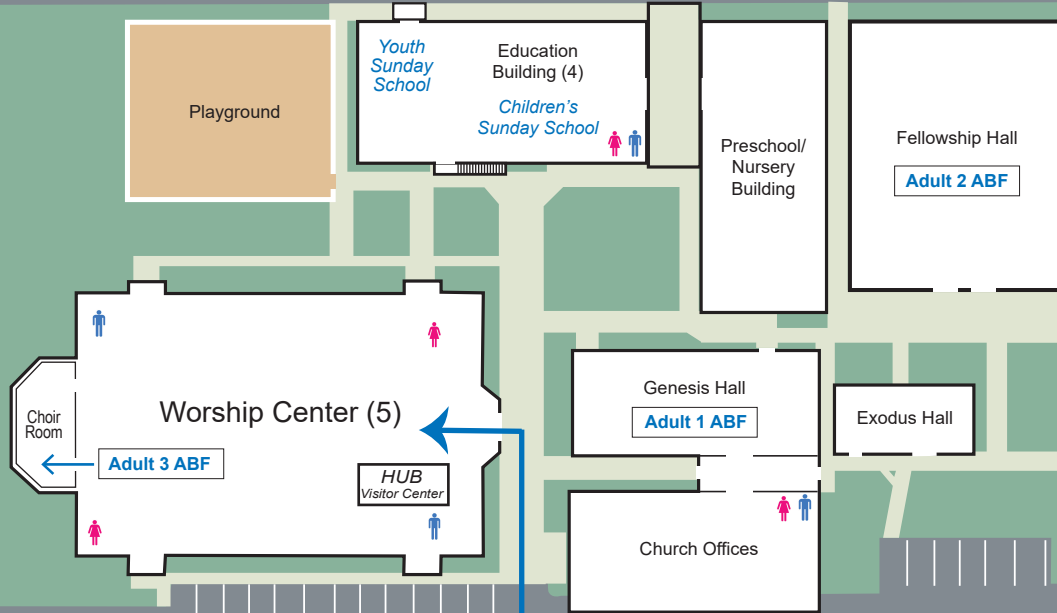 Youth
Sunday
School
Education
Building (4)
Children's
Sunday School
Playground
Preschool/
Nursery
Building
Fellowship Hall
Adult 2 ABF
Worship Center (5)
Choir
Room
Adult 3 ABF
HUB
Visitor Center
Genesis Hall
Adult 1 ABF
Exodus Hall
Church Offices